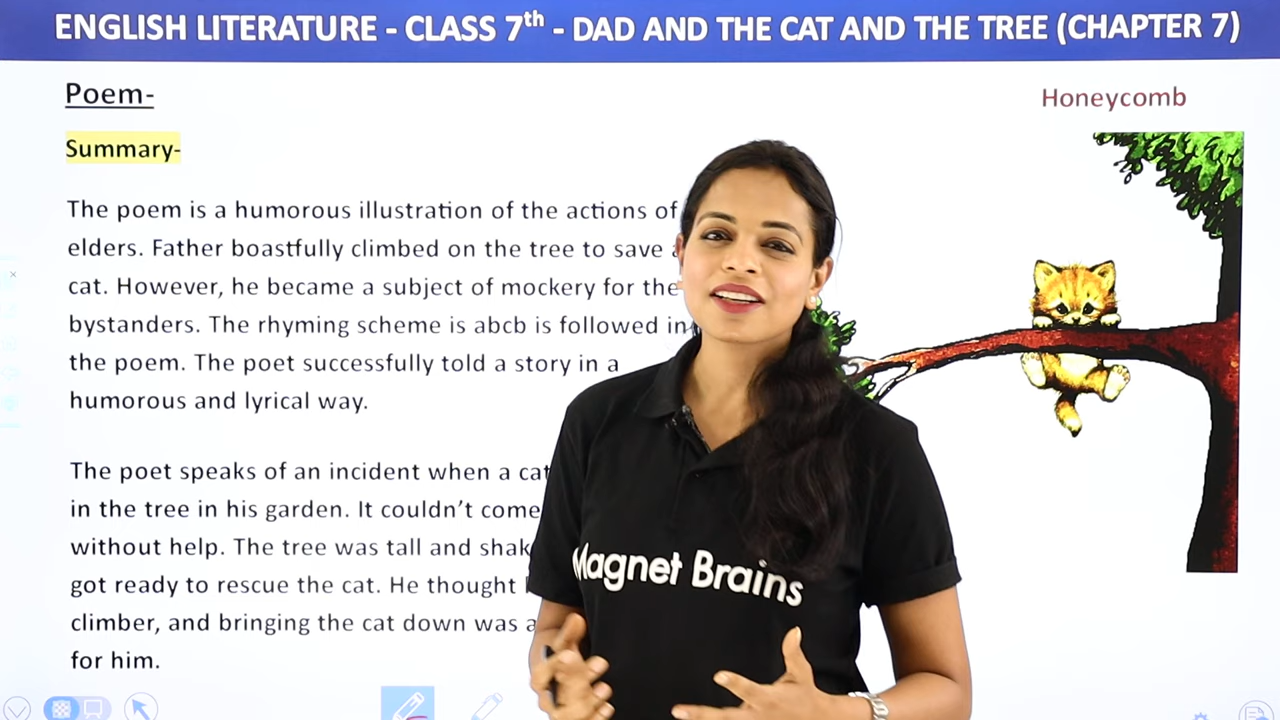 ENGLISH LITERATURE - CLASS 7th - DAD AND THE CAT AND THE TREE (CHAPTER 7)
Poem-
Honeycomb
Summary-
The poem is a humorous illustration of the actions of
elders. Father boastfully climbed on the tree to save
cat. However, he became a subject of mockery for the
bystanders. The rhyming scheme is abcb is followed in
the poem. The poet successfully told a story in a
humorous and lyrical way.
The poet speaks of an incident when a cat
in the tree in his garden. It couldn't come
without help. The tree was tall and
got ready to rescue the cat. He thought
climber, and bringing the cat down was
for him.
Magnet Brains